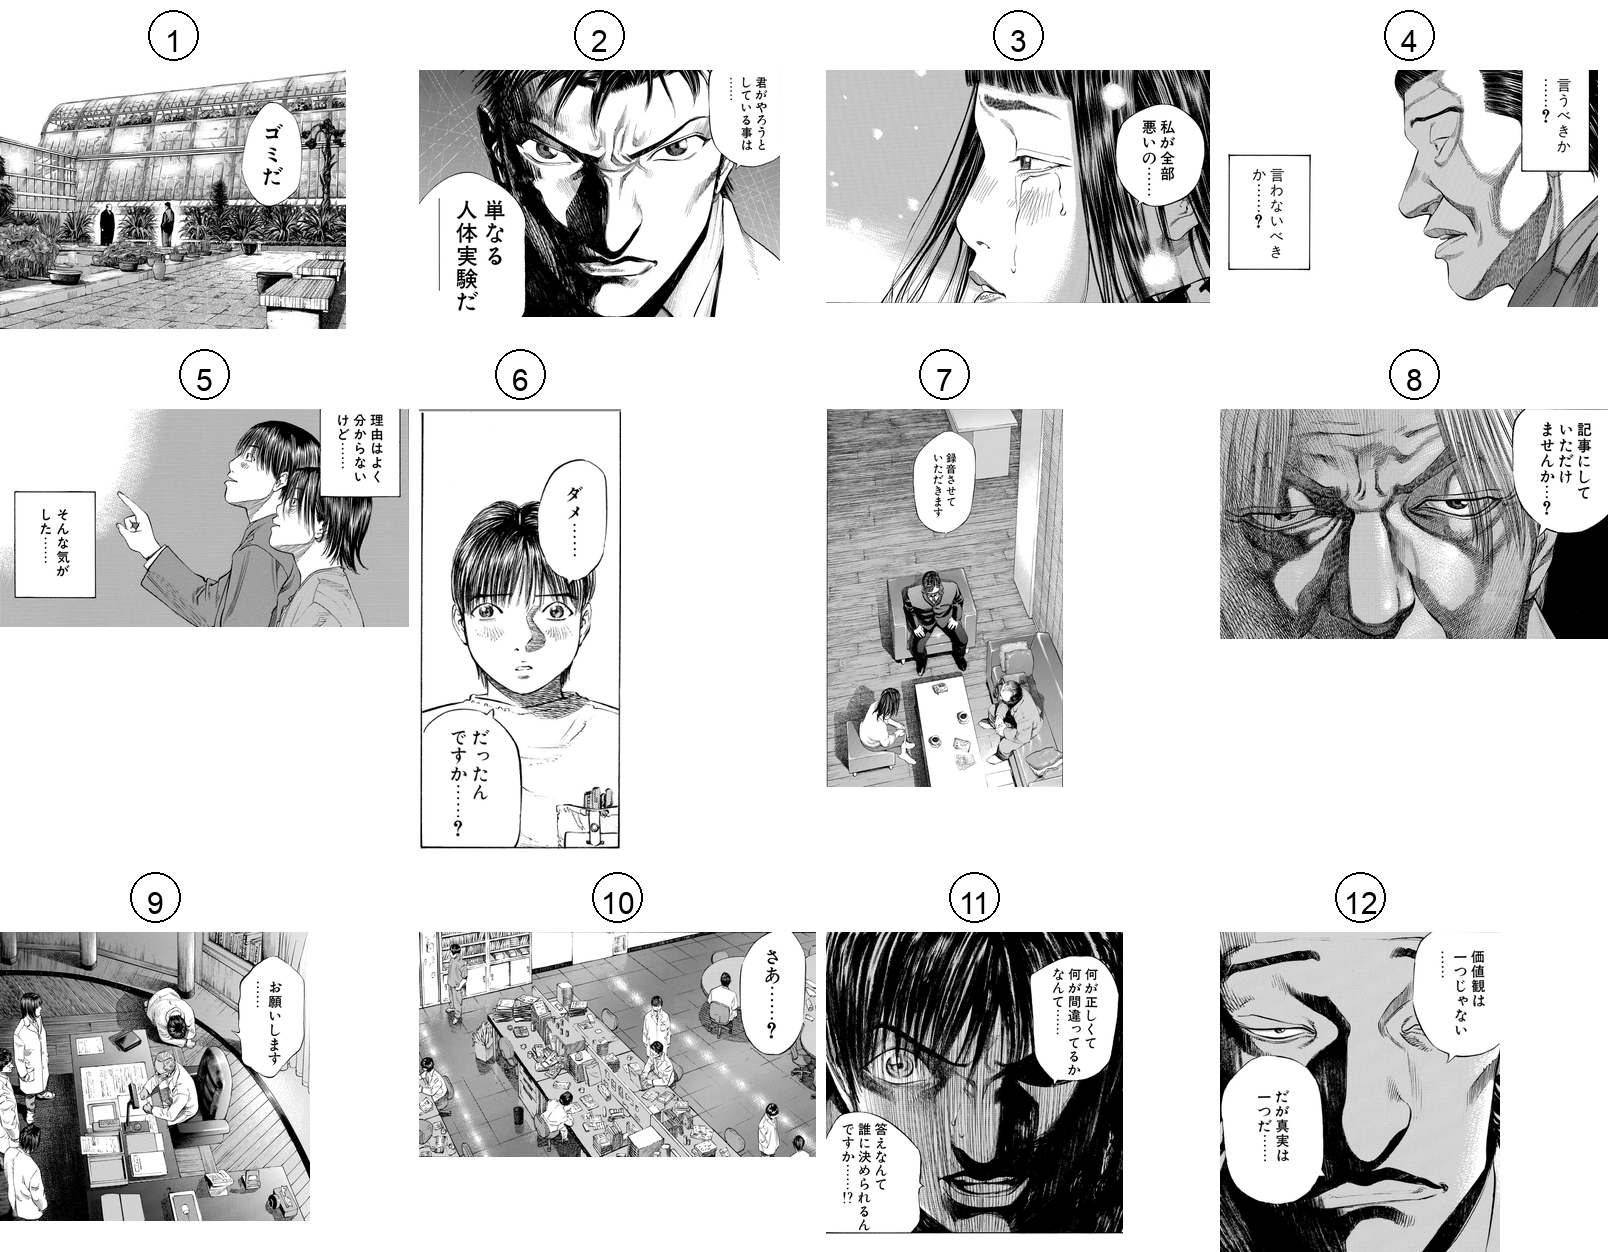 1
ゴミだ
2
君がやろうと
している事は
……
単なる
人体実験だ
3
私が全部
悪いの……
4
言うべきか
……?
言わないべき
か……?
5
理由はよく
分からない
けど……
そんな気が
した……
6
ダメ……
だったん
ですか……?
7
録音させて
いただきます
8
記事にして
いただけ
ませんか…?
9
お願いします
……
10
さあ……?
11
何が正しくて
何が間違ってるか
なんて……
答えなんて
誰に決められるん
ですか……!?
12
価値観は
一つじゃない
……
だが真実は
一つだ……